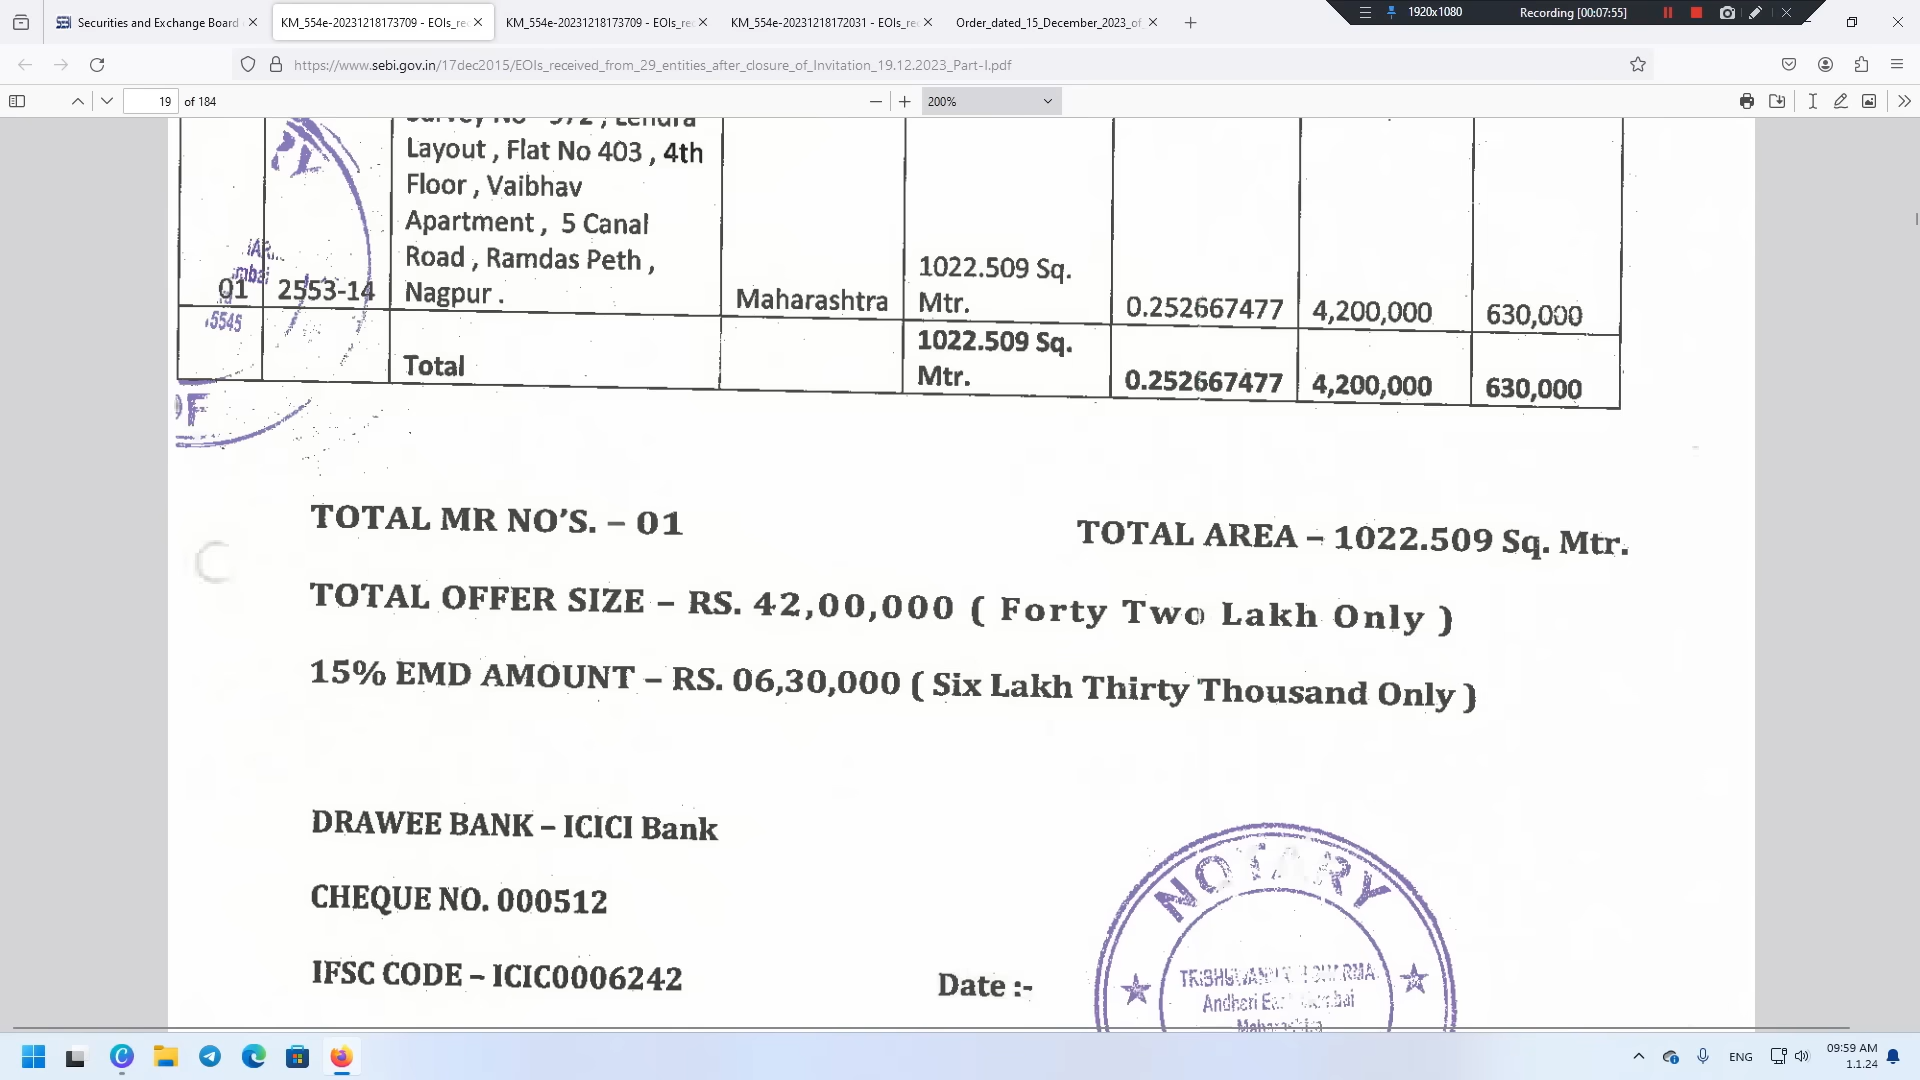 Securities and Exchange Board
KM_554e-20231218173709 - EOIs_rec
KM_554e-20231218173709 - EOIs_rec
KM_554e-20231218172031 - EOIs_rec
Order_dated_15_December_2023_of
1920x1080
Recording [00:07:55]
https://www.sebi.gov.in/17dec2015/EOIs_received_from_29_entities_after_closure_of_Invitation_19.12.2023_Part-I.pdf
19 of 184
200%
Layout , Flat No 403 , 4th
Floor , Vaibhav
Apartment , 5 Canal
Road , Ramdas Peth ,
Nagpur .
01
2553-14
Maharashtra
1022.509 Sq.
Mtr.
0.252667477
4,200,000
630,000
Total
1022.509 Sq.
Mtr.
0.252667477
4,200,000
630,000
TOTAL MR NO'S. – 01
TOTAL AREA – 1022.509 Sq. Mtr.
TOTAL OFFER SIZE – RS. 42,00,000 ( Forty Two Lakh Only )
15% EMD AMOUNT – RS. 06,30,000 ( Six Lakh Thirty Thousand Only )
DRAWEE BANK – ICICI Bank
CHEQUE NO. 000512
IFSC CODE – ICIC0006242
Date :-
NOTARY
ENG
09:59 AM
1.1.24